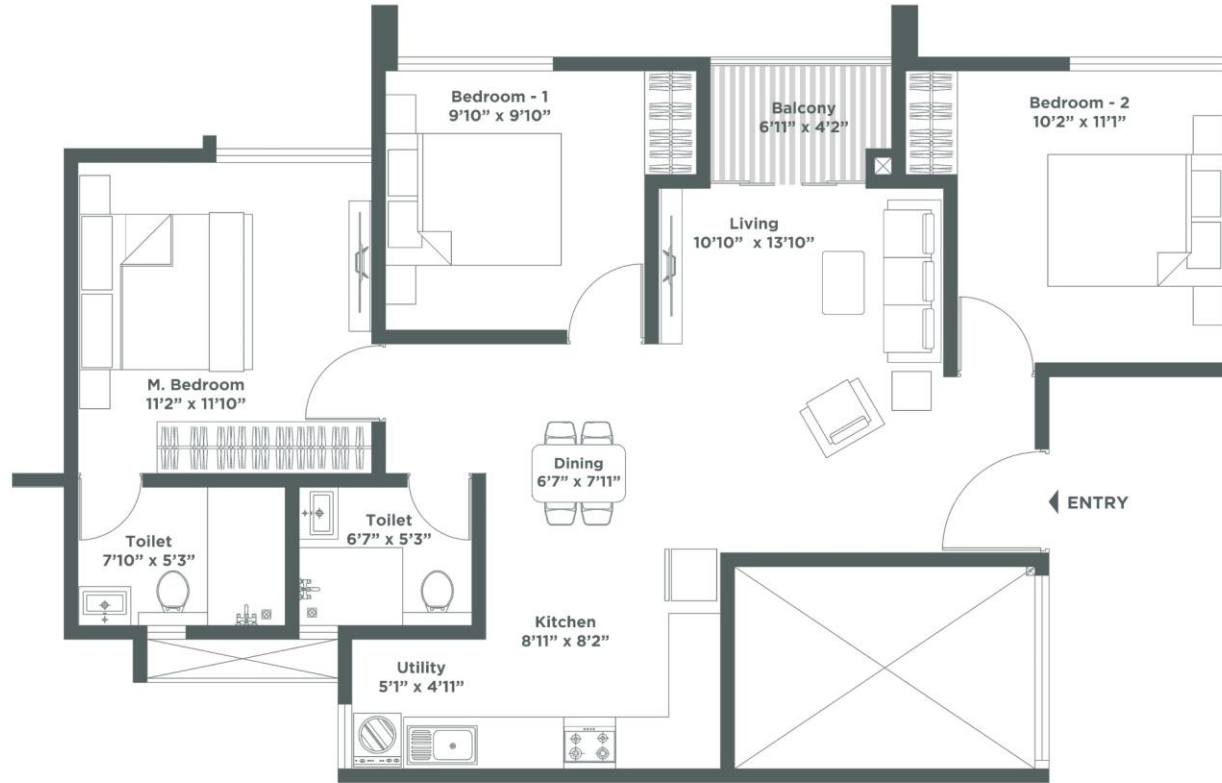 Bedroom - 1
9’10” x 9’10”
Balcony
6’11” x 4’2”
Bedroom - 2
10’2” x 11’1”
Living
10’10” x 13’10”
M. Bedroom
11’2” x 11’10”
Dining
6’7” x 7’11”
ENTRY
Toilet
7’10” x 5’3”
Toilet
6’7” x 5’3”
Kitchen
8’11” x 8’2”
Utility
5’1” x 4’11”